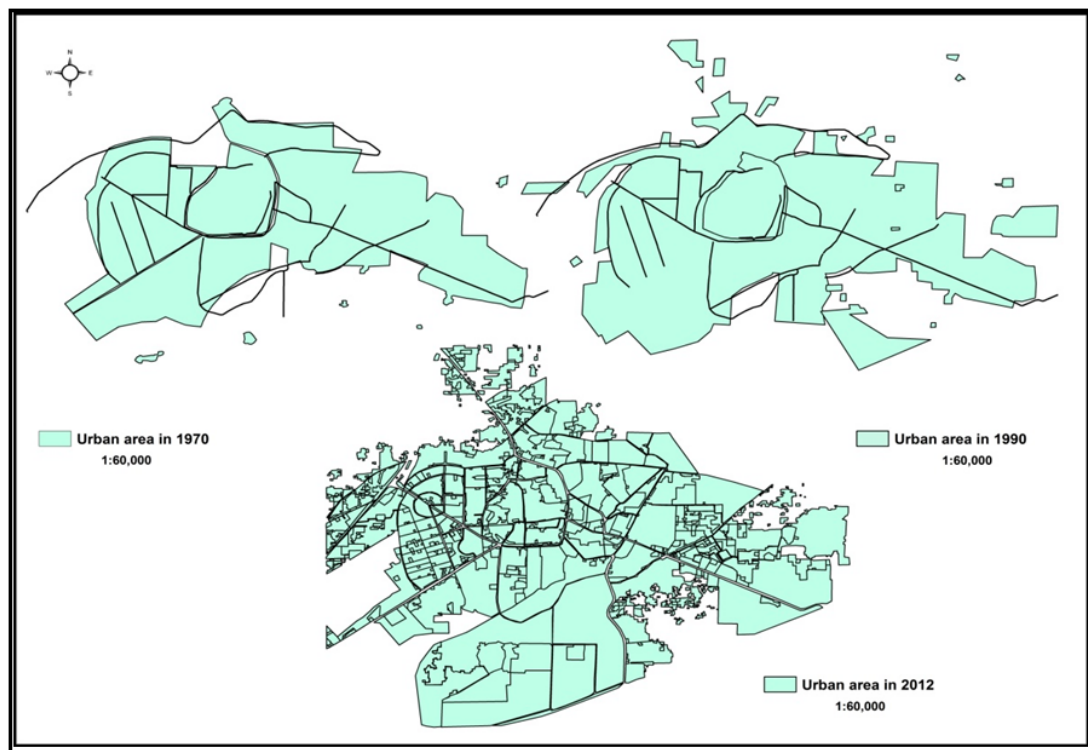 N
W E
S
Urban area in 1970
1:60,000
Urban area in 1990
1:60,000
Urban area in 2012
1:60,000